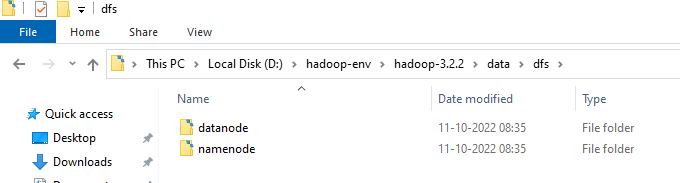 dfs
File Home Share View
This PC Local Disk (D:) hadoop-env hadoop-3.2.2 data dfs
Name Date modified Type
Quick access
datanode 11-10-2022 08:35 File folder
Desktop
namenode 11-10-2022 08:35 File folder
Downloads